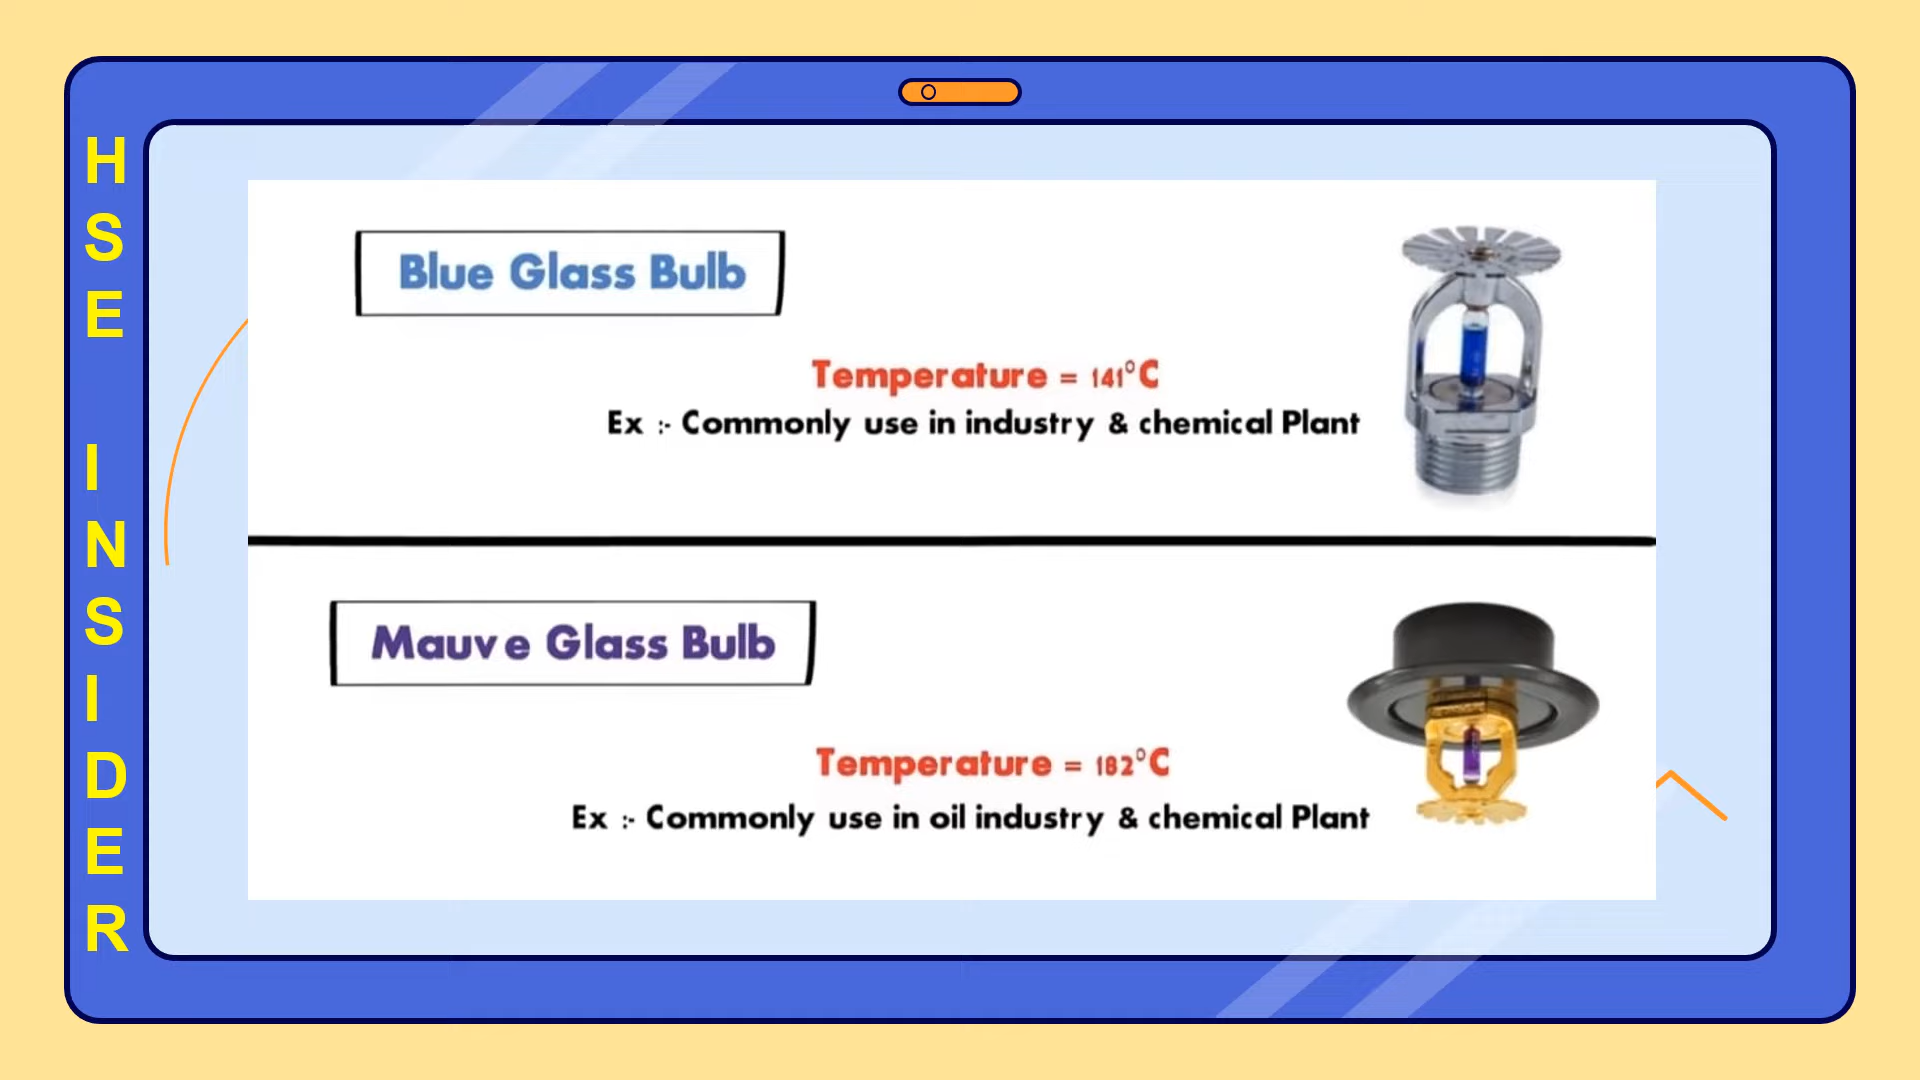 HSE INSIDER
Blue Glass Bulb
Temperature = 141°C
Ex :- Commonly use in industry & chemical Plant
Mauve Glass Bulb
Temperature = 182°C
Ex :- Commonly use in oil industry & chemical Plant